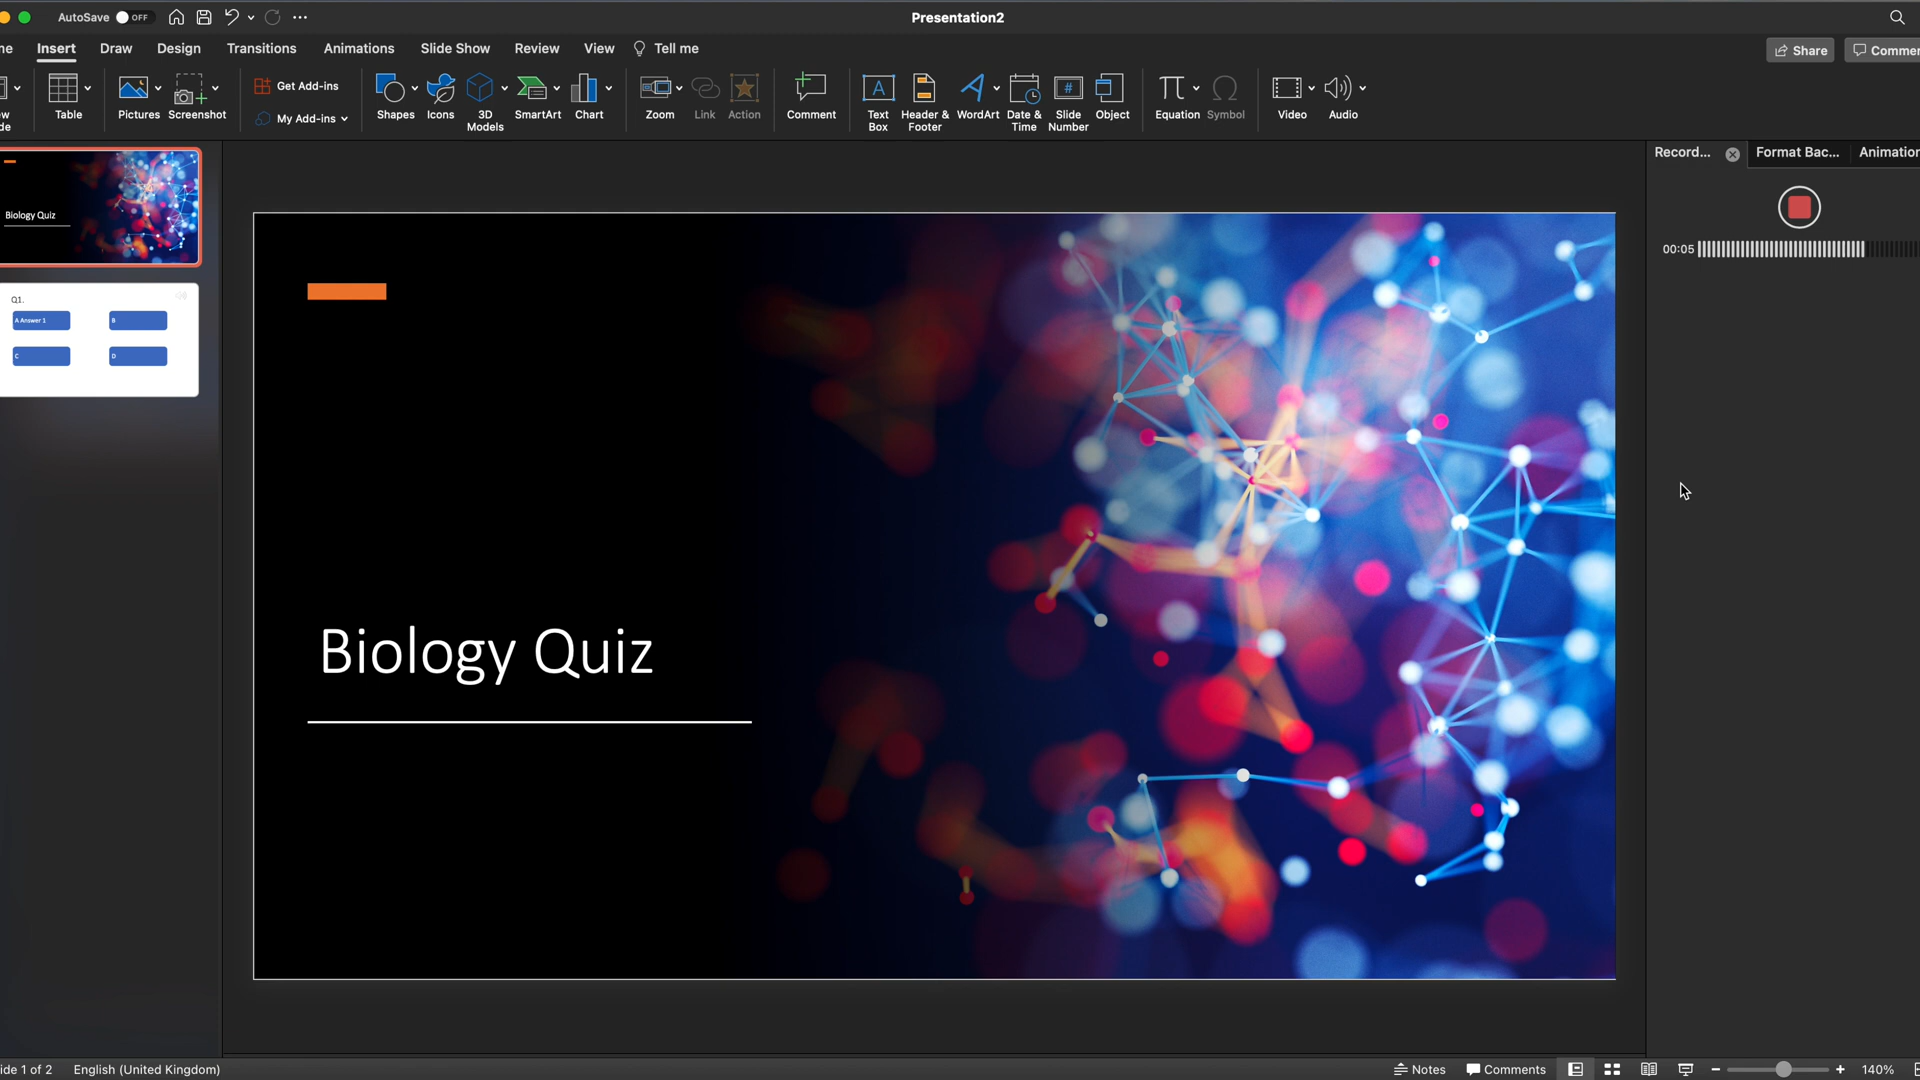 AutoSave OFF
Presentation2
Insert Draw Design Transitions Animations Slide Show Review View Tell me
Share
Table
Pictures
Screenshot
Get Add-ins
My Add-ins
Shapes
Icons
3D
Models
SmartArt
Chart
Zoom
Link
Action
Comment
Text
Box
Header &
Footer
WordArt
Date &
Time
Slide
Number
Object
Equation
Symbol
Video
Audio
Record... Format Bac...
00:05
Biology Quiz
Q1.
A Answer 1
B
C
D
Biology Quiz
1 of 2 English (United Kingdom)
Notes Comments 140%